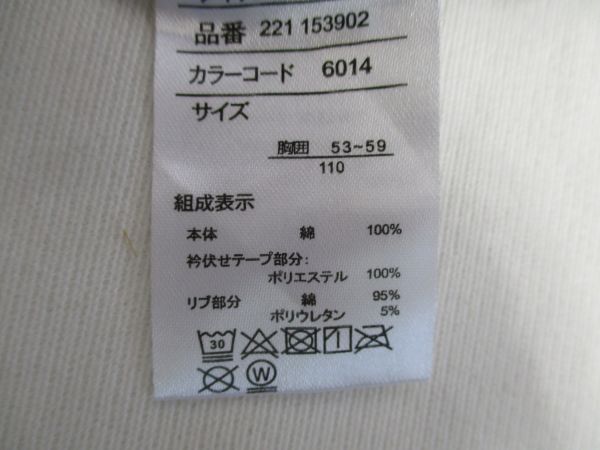 品番 221 153902
カラーコード 6014
サイズ
胸囲 53~59
110
組成表示
本体 綿 100%
衿伏せテープ部分:
ポリエステル 100%
リブ部分 綿 95%
ポリウレタン 5%
30
W